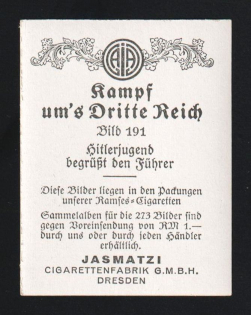 AJA
Kampf
um's Dritte Reich
Bild 191
Hitlerjugend
begrüßt den Führer
Diese Bilder liegen in den Packungen
unserer Ramses=Cigaretten
Sammelalben für die 273 Bilder sind
gegen Voreinsendung von RM 1.—
durch uns oder durch jeden Händler
erhältlich.
JASMATZI
CIGARETTENFABRIK G.M.B.H.
DRESDEN